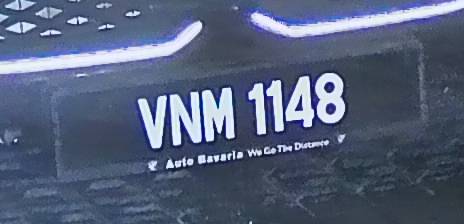 VNM 1148
Auto Bavaria We Go The Distance